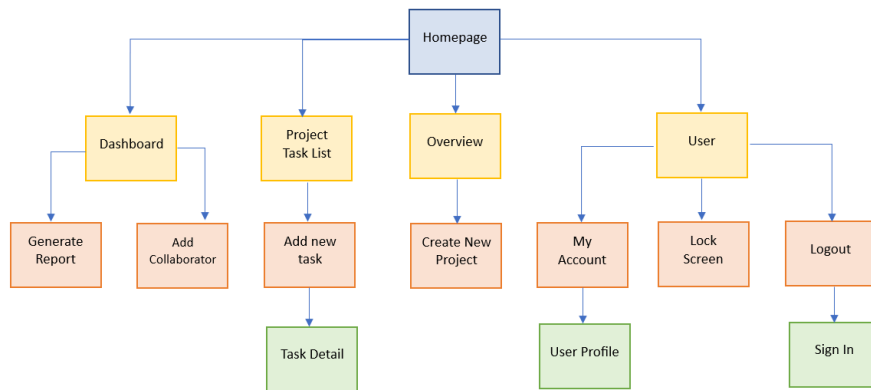 Homepage
Dashboard
Project
Task List
Overview
User
Generate
Report
Add
Collaborator
Add new
task
Create New
Project
My
Account
Lock
Screen
Logout
Task Detail
User Profile
Sign In